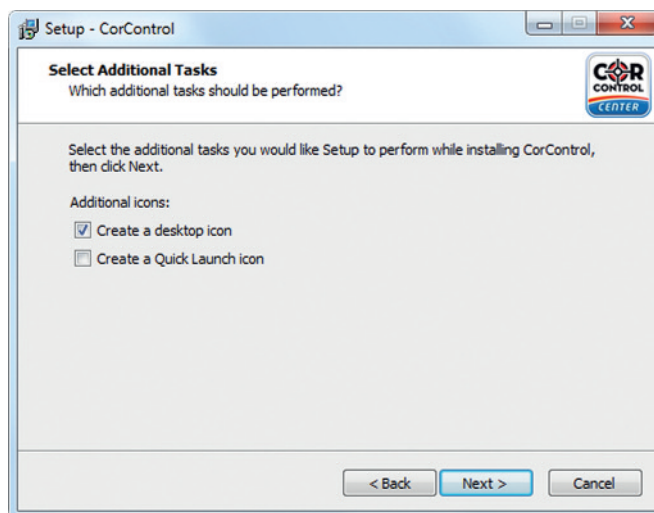 Setup - CorControl
Select Additional Tasks
Which additional tasks should be performed?
COR
CONTROL
CENTER
Select the additional tasks you would like Setup to perform while installing CorControl,
then click Next.
Additional icons:
Create a desktop icon
Create a Quick Launch icon
< Back
Next >
Cancel